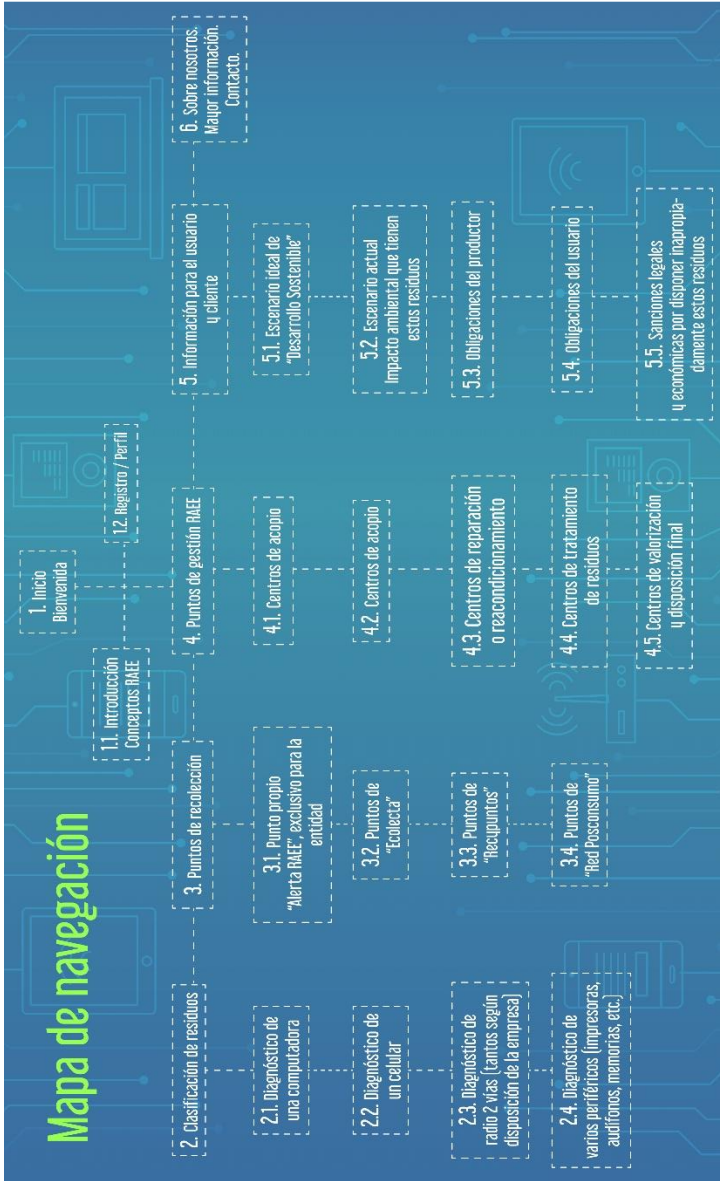 Mapa de navegación
1. Inicio
Bienvenida
1.1. Introducción
Conceptos RAEE
1.2. Registro / Perfil
2. Clasificación de residuos
2.1. Diagnóstico de
una computadora
2.2. Diagnóstico de
un celular
2.3. Diagnóstico de
radio 2 vias (tantos según
disposición de la empresa)
2.4. Diagnóstico de
varios periféricos (impresoras,
audífonos, memorias, etc.)
3. Puntos de recolección
3.1. Punto propio
"Alerta RAEE", exclusivo para la
entidad
3.2. Puntos de
"Ecolecta"
3.3. Puntos de
"Recupuntos"
3.4. Puntos de
"Red Posconsumo"
4. Puntos de gestión RAEE
4.1. Centros de acopio
4.2. Centros de acopio
4.3. Centros de reparación
o reacondicionamiento
4.4. Centros de tratamiento
de residuos
4.5. Centros de valorización
y disposición final
5. Información para el usuario
y cliente
5.1. Escenario ideal de
"Desarrollo Sostenible"
5.2. Escenario actual
Impacto ambiental que tienen
estos residuos
5.3. Obligaciones del productor
5.4. Obligaciones del usuario
5.5. Sanciones legales
y económicas por disponer inapropia-
damente estos residuos
6. Sobre nosotros.
Mayor información.
Contacto.